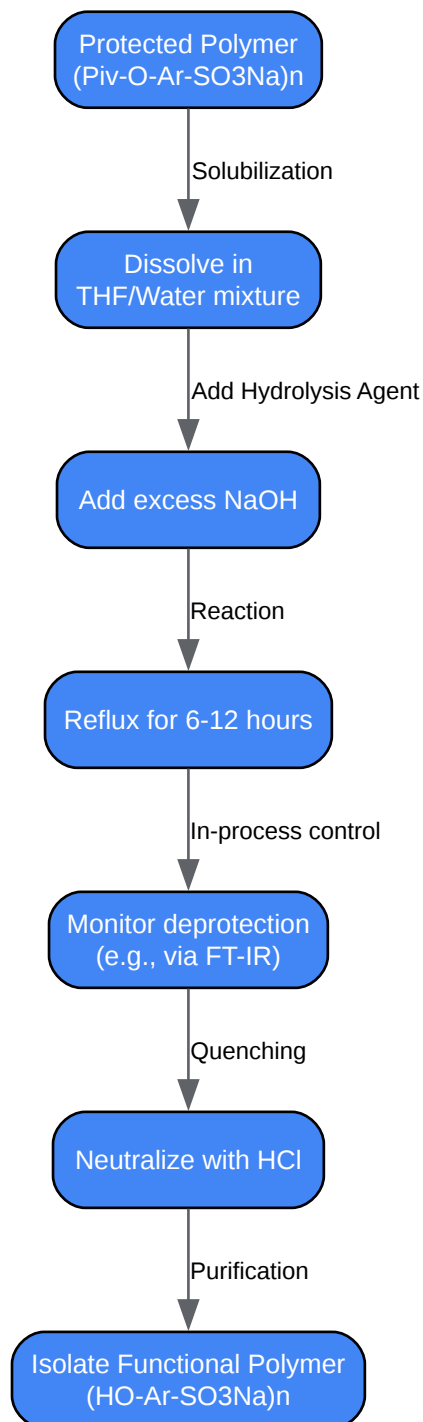 Protected Polymer
(Piv-O-Ar-SO3Na)n
Solubilization
Dissolve in
THF/Water mixture
Add Hydrolysis Agent
Add excess NaOH
Reaction
Reflux for 6-12 hours
In-process control
Monitor deprotection
(e.g., via FT-IR)
Quenching
Neutralize with HCl
Purification
Isolate Functional Polymer
(HO-Ar-SO3Na)n